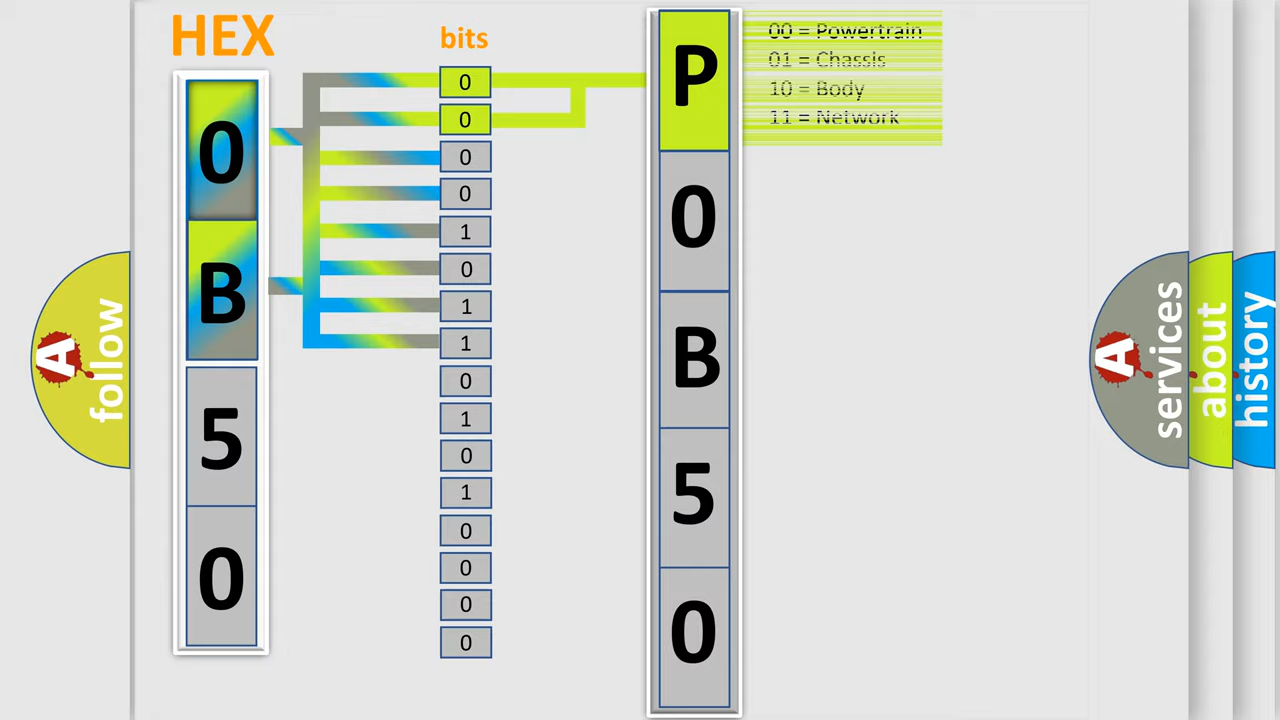 HEX
bits
0
B
5
0
0
0
0
0
1
0
1
1
0
1
0
1
0
0
0
0
P
0
B
5
0
00 = Powertrain
01 = Chassis
10 = Body
11 = Network
A
follow
A
services
about
history